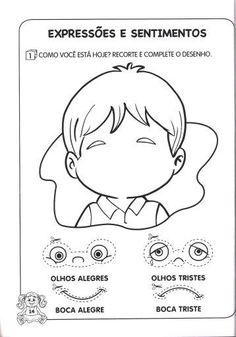 EXPRESSÕES E SENTIMENTOS
1 COMO VOCÊ ESTÁ HOJE? RECORTE E COMPLETE O DESENHO.
OLHOS ALEGRES OLHOS TRISTES
BOCA ALEGRE BOCA TRISTE
14